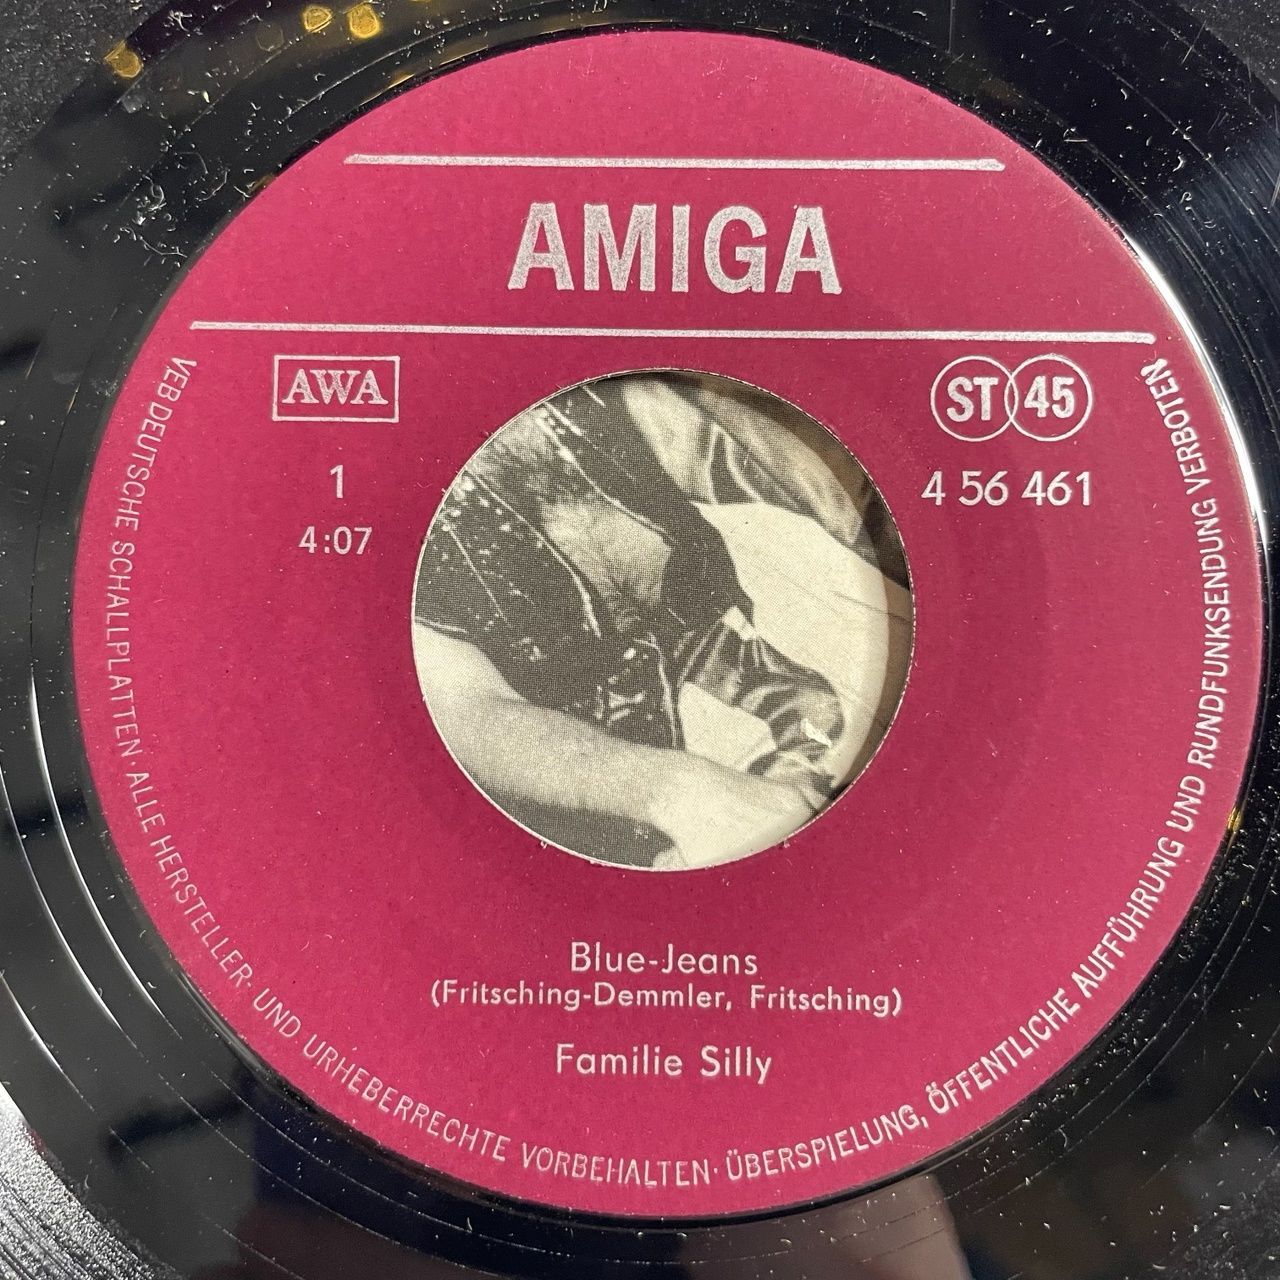 AMIGA
AWA
ST 45
1
4 56 461
4:07
Blue-Jeans
(Fritsching-Demmler, Fritsching)
Familie Silly
VEB DEUTSCHE SCHALLPLATTEN · ALLE HERSTELLER- UND URHEBERRECHTE VORBEHALTEN · ÜBERSPIELUNG, ÖFFENTLICHE AUFFÜHRUNG UND RUNDFUNKSENDUNG VERBOTEN